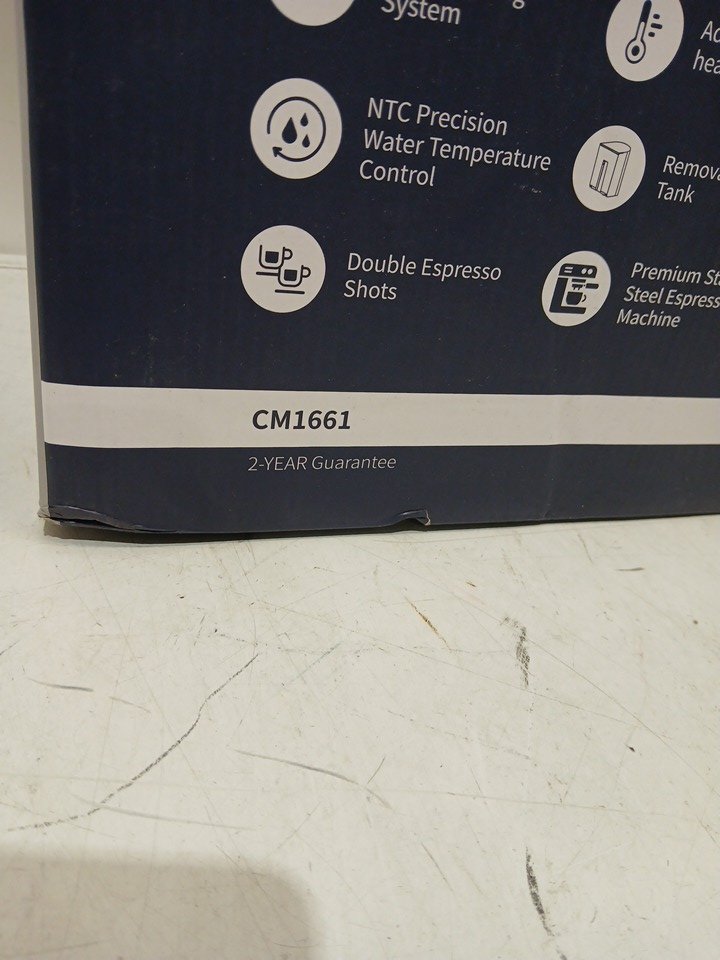 System
NTC Precision
Water Temperature
Control
Tank
Double Espresso
Shots
Premium
Steel
Machine
CM1661
2-YEAR Guarantee